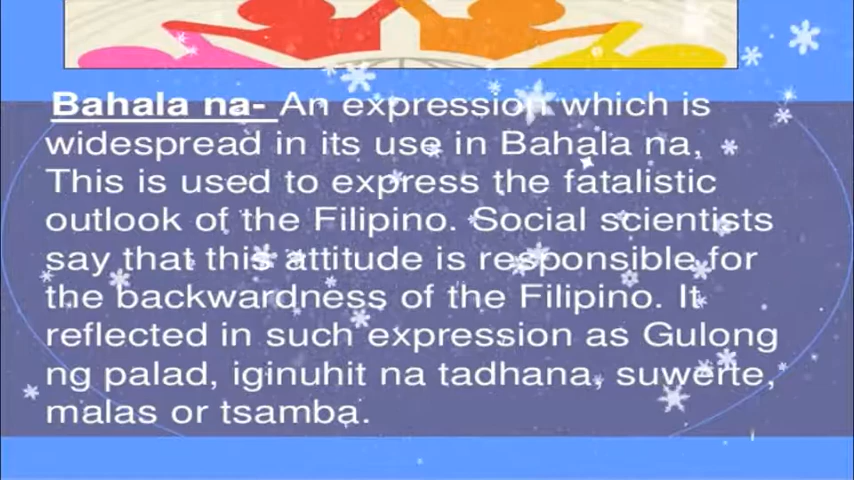 Bahala na- An expression which is
widespread in its use in Bahala na,
This is used to express the fatalistic
outlook of the Filipino. Social scientists
say that this attitude is responsible for
the backwardness of the Filipino. It
reflected in such expression as Gulong
ng palad, iginuhit na tadhana, suwerte,
malas or tsamba.